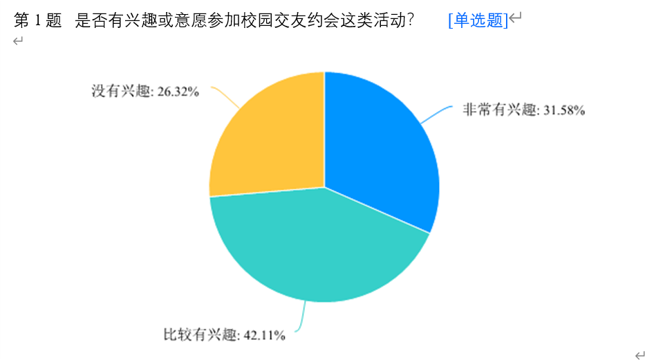 第 1 题 是否有兴趣或意愿参加校园交友约会这类活动? [单选题]
没有兴趣: 26.32%
非常有兴趣: 31.58%
比较有兴趣: 42.11%